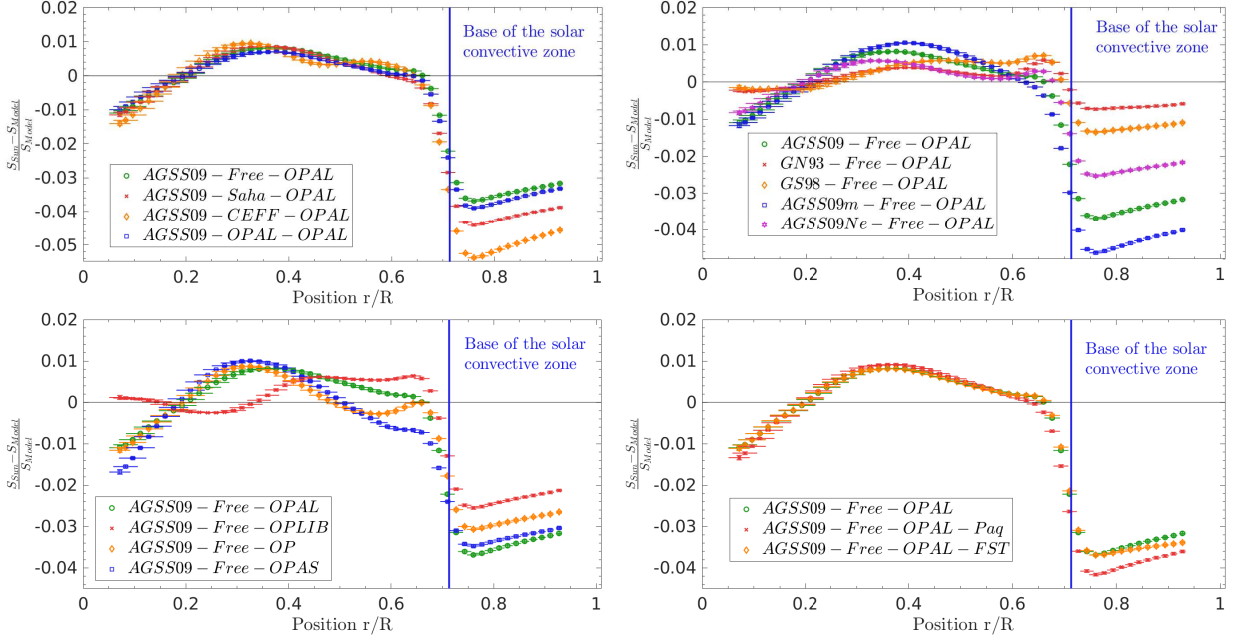 0.02
0.01
0
-0.01
-0.02
-0.03
-0.04
-0.05
S_Sun−S_Model
S_Model
Base of the solar
convective zone
AGSS09−Free−OPAL
AGSS09−Saha−OPAL
AGSS09−CEFF−OPAL
AGSS09−OPAL−OPAL
0 0.2 0.4 0.6 0.8 1
Position r/R
0.02
0.01
0
-0.01
-0.02
-0.03
-0.04
S_Sun−S_Model
S_Model
Base of the solar
convective zone
AGSS09−Free−OPAL
GN93−Free−OPAL
GS98−Free−OPAL
AGSS09m−Free−OPAL
AGSS09Ne−Free−OPAL
0 0.2 0.4 0.6 0.8 1
Position r/R
0.02
0.01
0
-0.01
-0.02
-0.03
-0.04
S_Sun−S_Model
S_Model
Base of the solar
convective zone
AGSS09−Free−OPAL
AGSS09−Free−OPLIB
AGSS09−Free−OP
AGSS09−Free−OPAS
0 0.2 0.4 0.6 0.8 1
Position r/R
0.02
0.01
0
-0.01
-0.02
-0.03
-0.04
S_Sun−S_Model
S_Model
Base of the solar
convective zone
AGSS09−Free−OPAL
AGSS09−Free−OPAL−Paq
AGSS09−Free−OPAL−FST
0 0.2 0.4 0.6 0.8 1
Position r/R